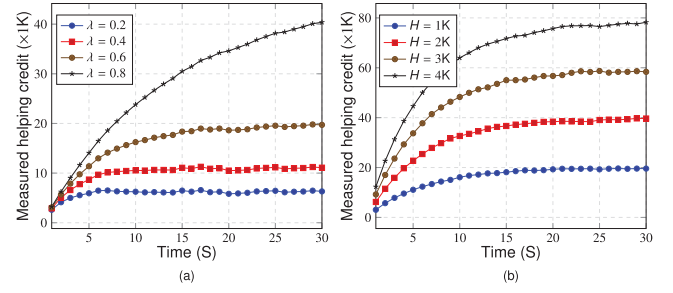 Measured helping credit (×1K)
40
30
20
10
0
λ = 0.2
λ = 0.4
λ = 0.6
λ = 0.8
5 10 15 20 25 30
Time (S)
(a)
Measured helping credit (×1K)
80
60
40
20
0
H = 1K
H = 2K
H = 3K
H = 4K
5 10 15 20 25 30
Time (S)
(b)